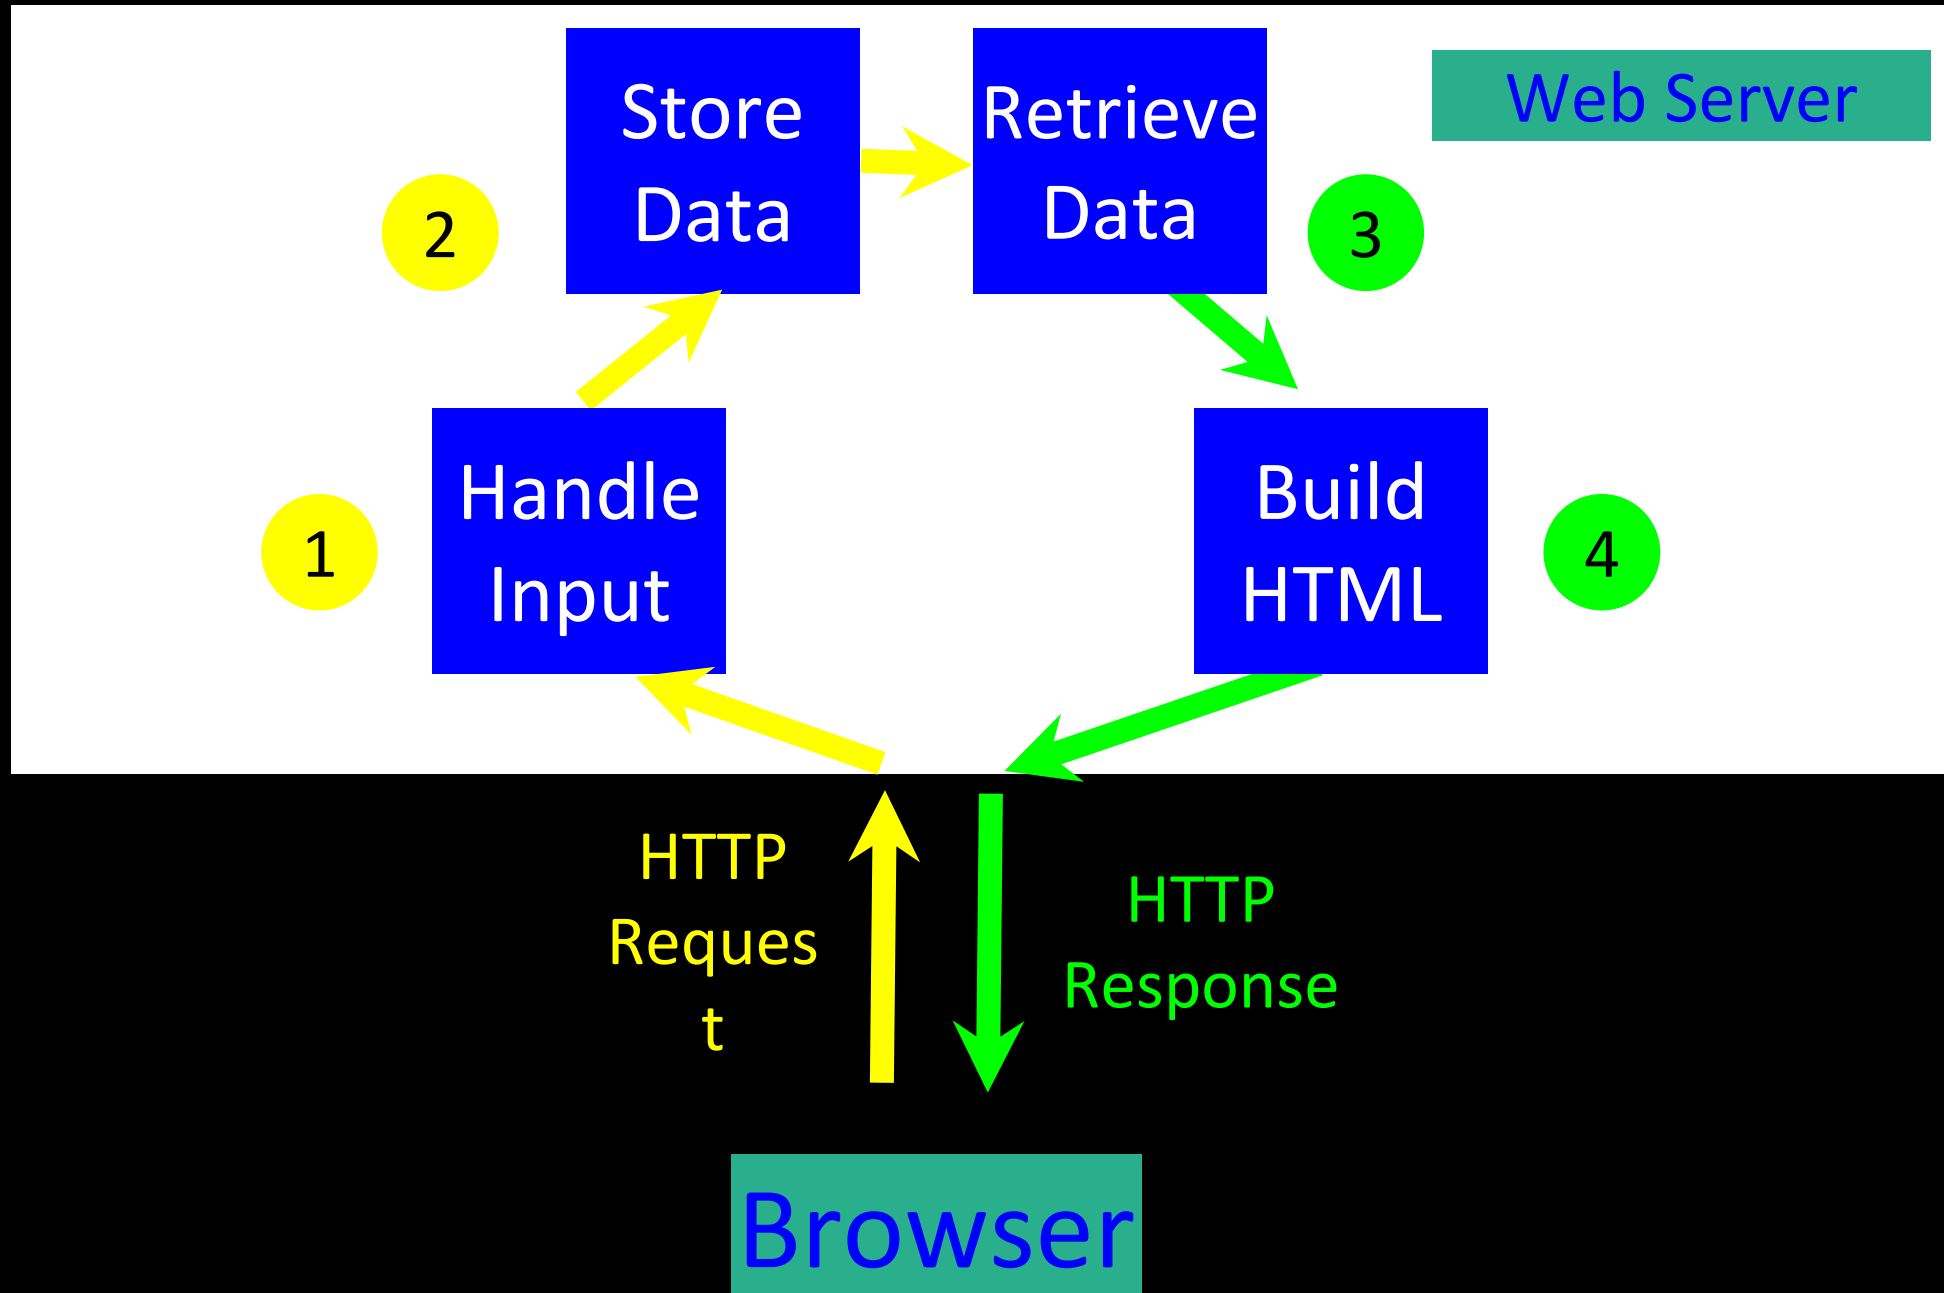 Web Server
Store
Data
Retrieve
Data
2
3
Handle
Input
Build
HTML
1
4
HTTP
Reques
t
HTTP
Response
Browser